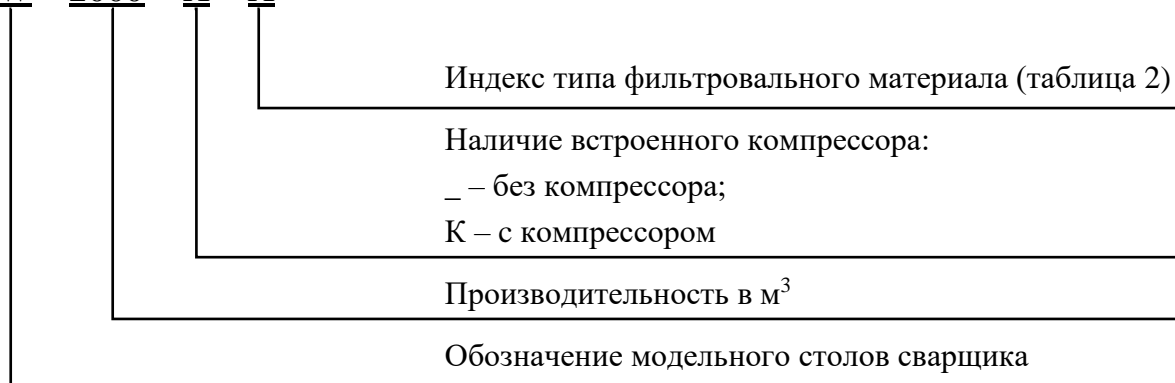 Индекс типа фильтровального материала (таблица 2)
Наличие встроенного компрессора:
_ – без компрессора;
К – с компрессором
Производительность в м³
Обозначение модельного столов сварщика